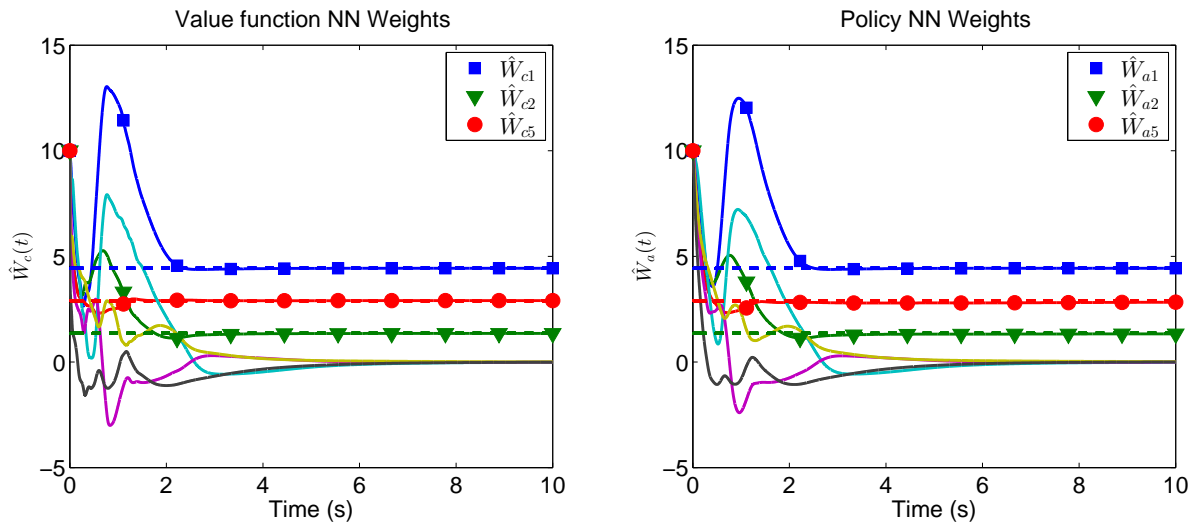 Value function NN Weights
15
10
5
0
−5
0
2
4
6
8
10
Time (s)
Ŵc(t)
Ŵc1
Ŵc2
Ŵc5
Policy NN Weights
15
10
5
0
−5
0
2
4
6
8
10
Time (s)
Ŵa(t)
Ŵa1
Ŵa2
Ŵa5